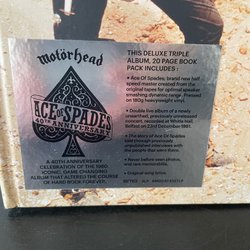 Motörhead
ACE OF SPADES
40TH ANNIVERSARY
A 40TH ANNIVERSARY
CELEBRATION OF THE 1980,
ICONIC, GAME CHANGING
ALBUM THAT ALTERED THE COURSE
OF HARD ROCK FOREVER.
THIS DELUXE TRIPLE
ALBUM, 20 PAGE BOOK
PACK INCLUDES :
• Ace Of Spades: brand new half
speed master created from the
original tapes for optimal speaker
smashing dynamic range. Pressed
on 180g heavyweight vinyl.
• Double live album of a newly
unearthed, previously unreleased
concert, recorded at White Hall,
Belfast on 23rd December 1981.
• The story of Ace Of Spades
told through previously
unpublished interviews with
the people that were there.
• Never before seen photos,
and rare memorabilia.
• Original song lyrics.